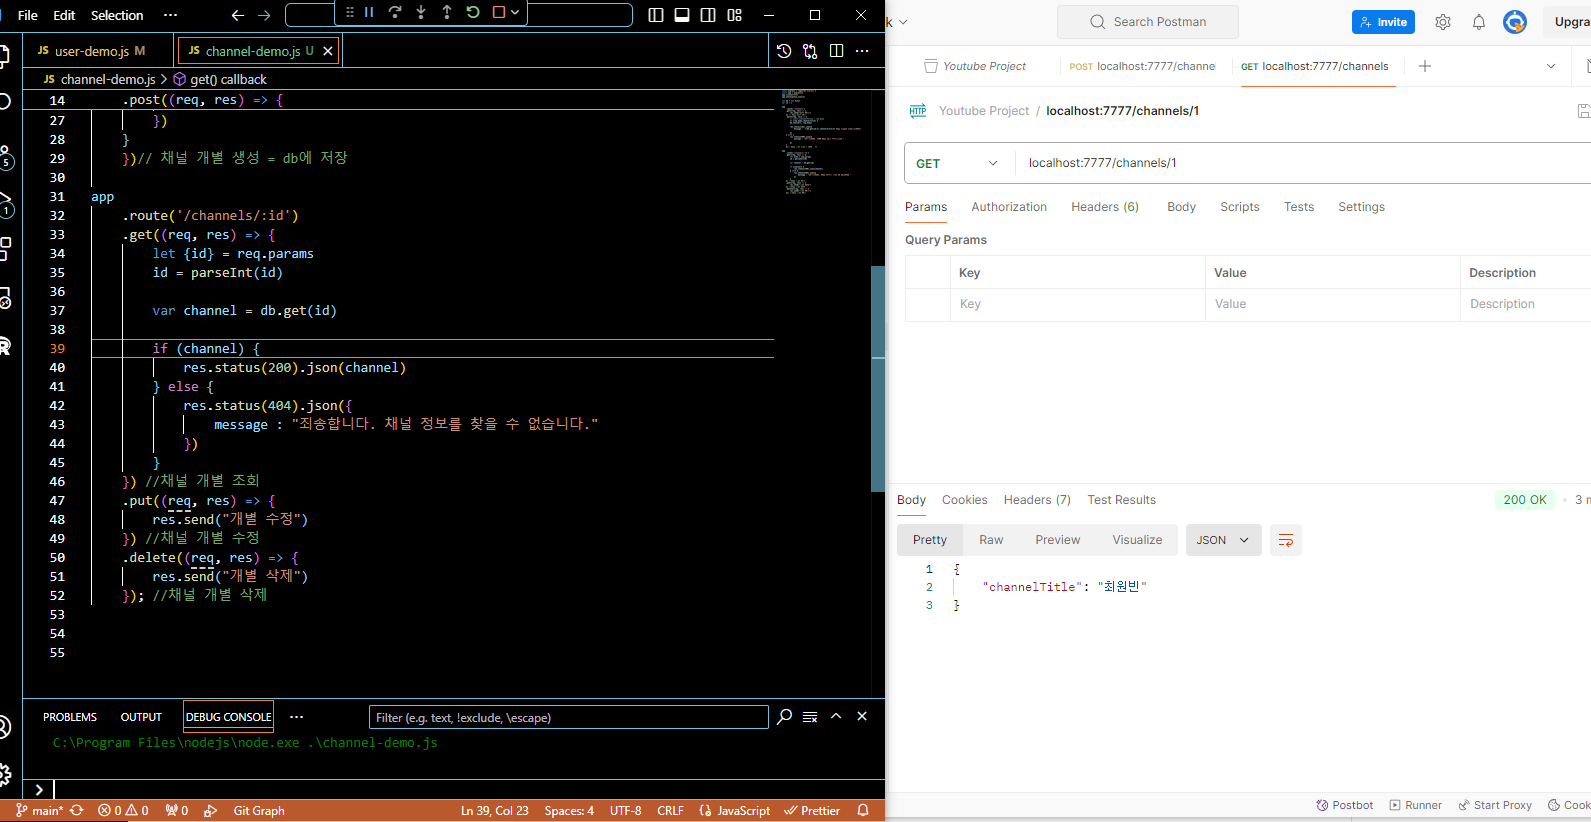 File Edit Selection ···
user-demo.js M
channel-demo.js U
channel-demo.js > get() callback
14 .post((req, res) => {
27 })
28 }
29 })// 채널 개별 생성 = db에 저장
30
31 app
32 .route('/channels/:id')
33 .get((req, res) => {
34 let {id} = req.params
35 id = parseInt(id)
36
37 var channel = db.get(id)
38
39 if (channel) {
40 res.status(200).json(channel)
41 } else {
42 res.status(404).json({
43 message : "죄송합니다. 채널 정보를 찾을 수 없습니다."
44 })
45 }
46 }) //채널 개별 조회
47 .put((req, res) => {
48 res.send("개별 수정")
49 }) //채널 개별 수정
50 .delete((req, res) => {
51 res.send("개별 삭제")
52 }); //채널 개별 삭제
53
54
55
PROBLEMS OUTPUT DEBUG CONSOLE ···
Filter (e.g. text, !exclude, \escape)
C:\Program Files\nodejs\node.exe .\channel-demo.js
main* 0 0 0 Git Graph Ln 39, Col 23 Spaces: 4 UTF-8 CRLF {} JavaScript Prettier
Search Postman
Invite
Youtube Project
POST localhost:7777/channe
GET localhost:7777/channels
HTTP Youtube Project / localhost:7777/channels/1
GET localhost:7777/channels/1
Params Authorization Headers (6) Body Scripts Tests Settings
Query Params
Key Value Description
Key Value Description
Body Cookies Headers (7) Test Results 200 OK
Pretty Raw Preview Visualize JSON
1 {
2 "channelTitle": "최원빈"
3 }
Postbot Runner Start Proxy